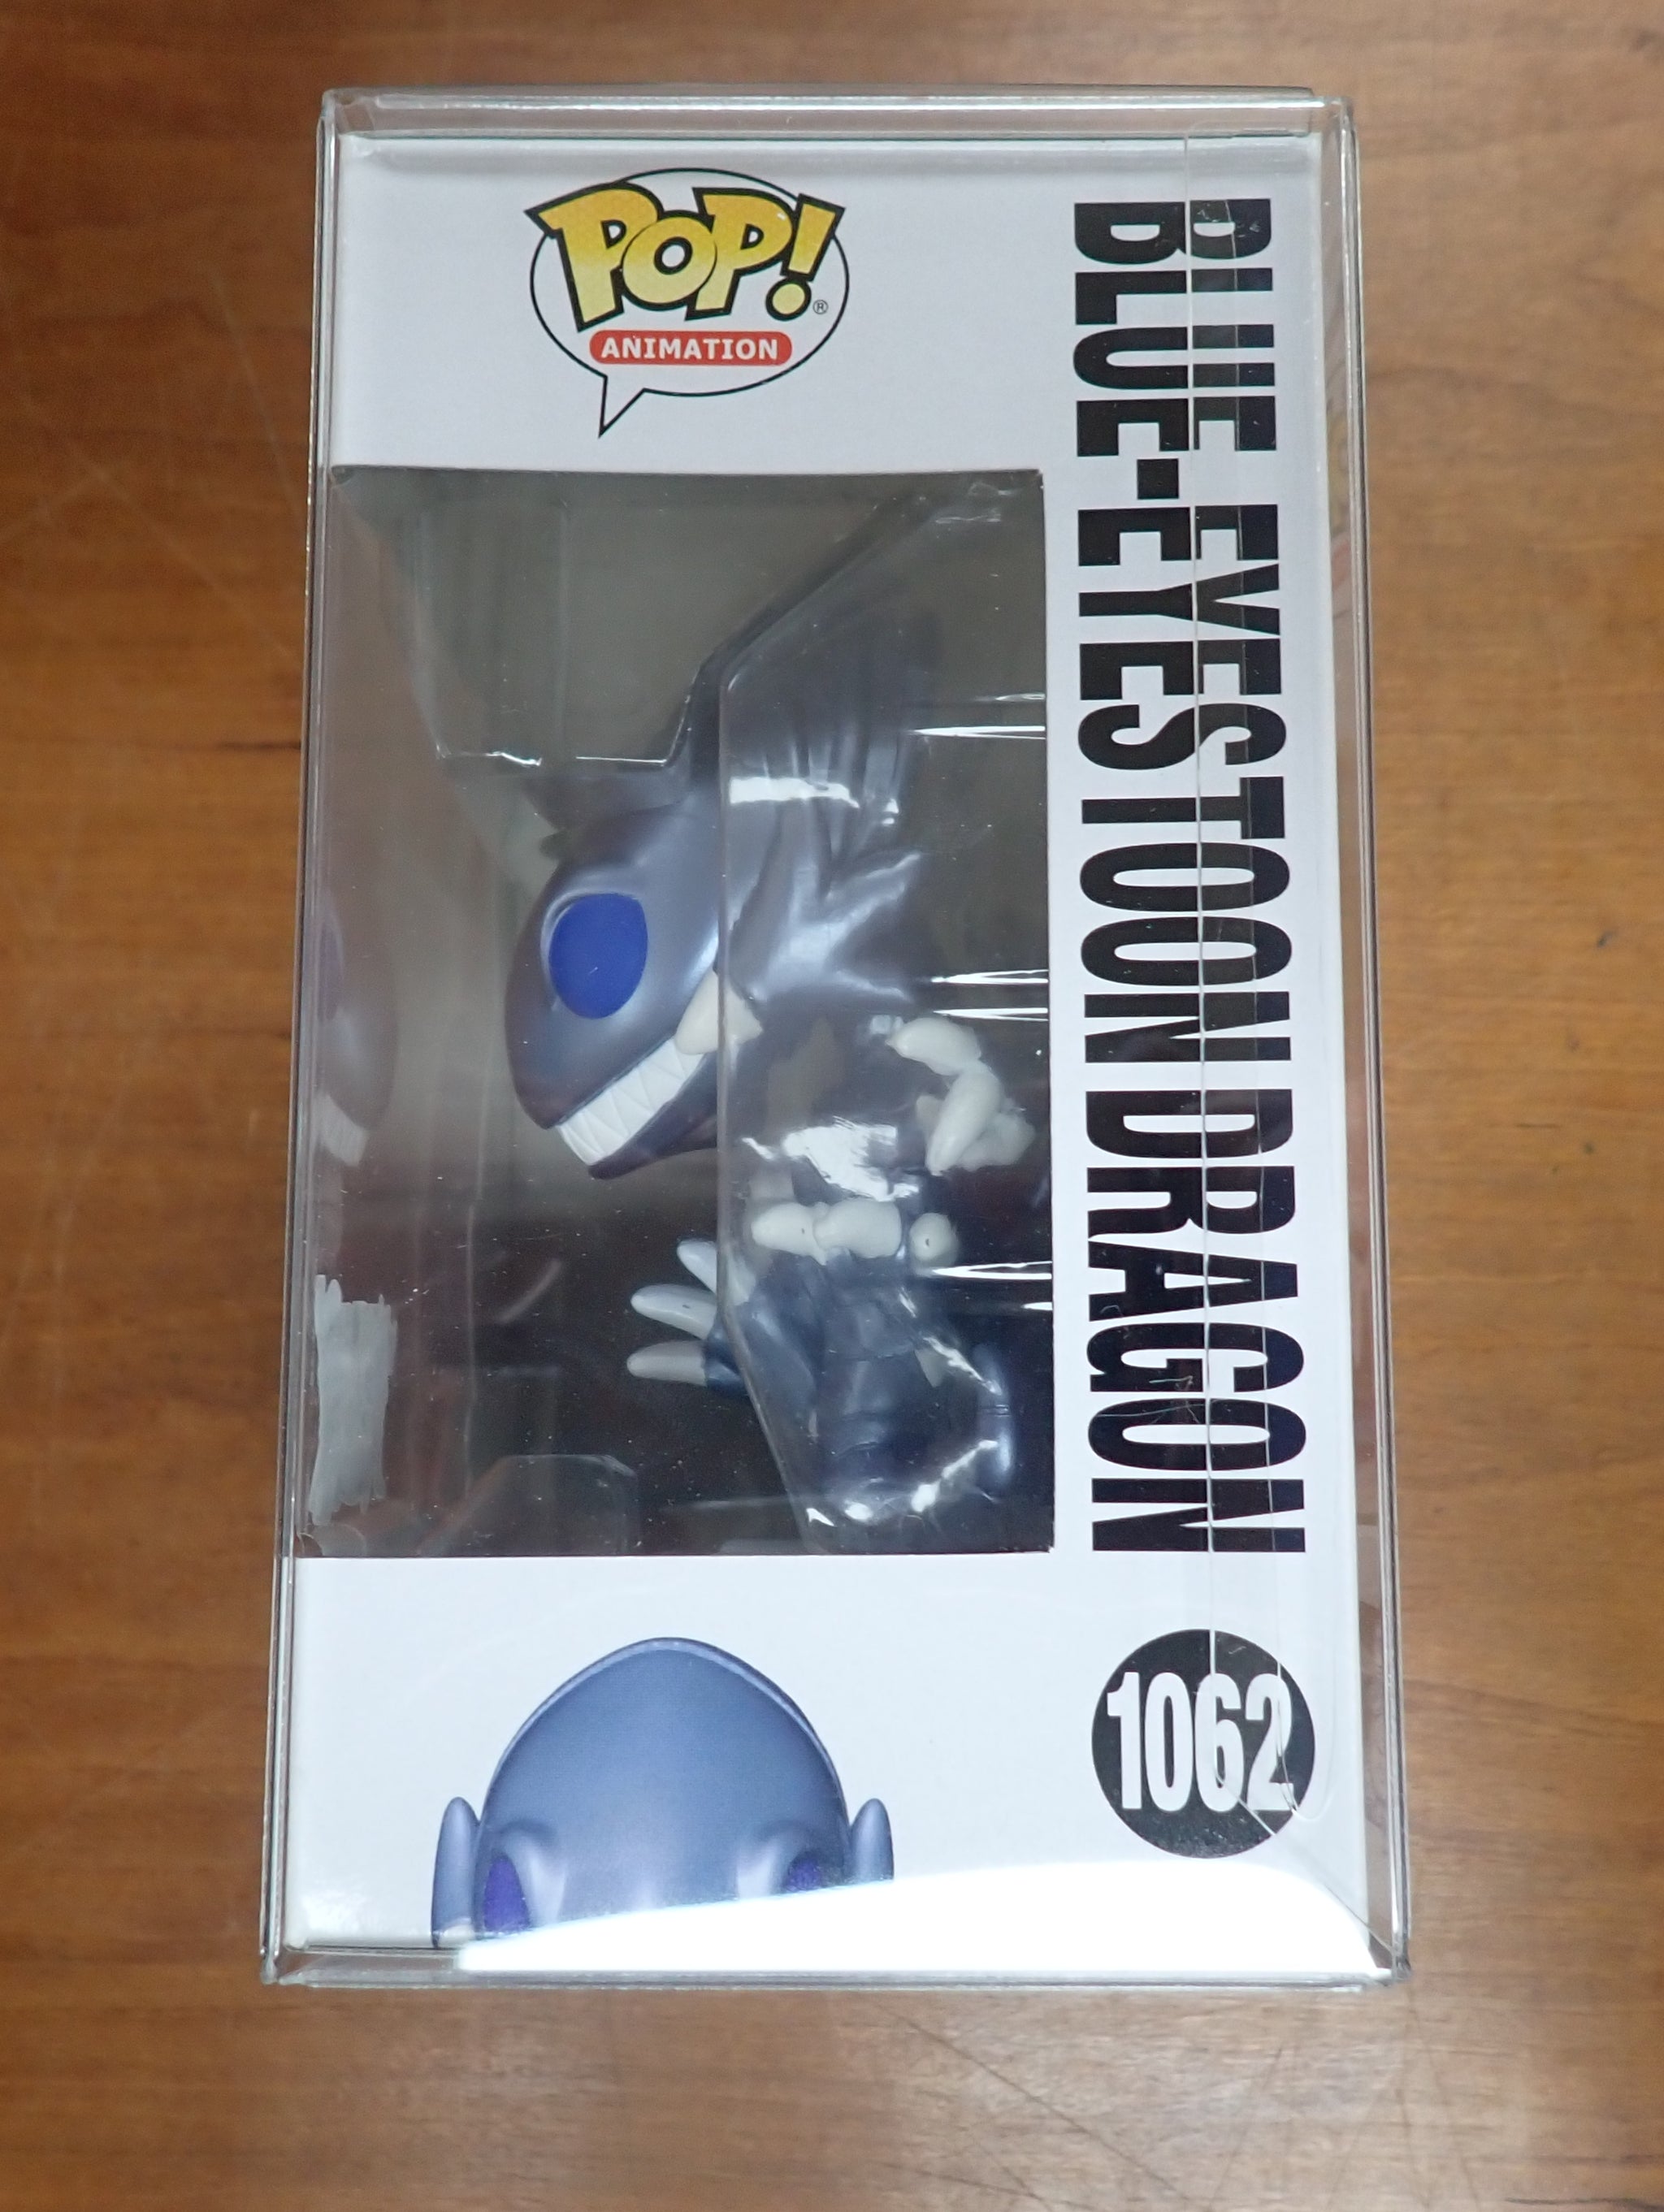 POP!®
ANIMATION
BLUE-EYES TOON DRAGON
1062